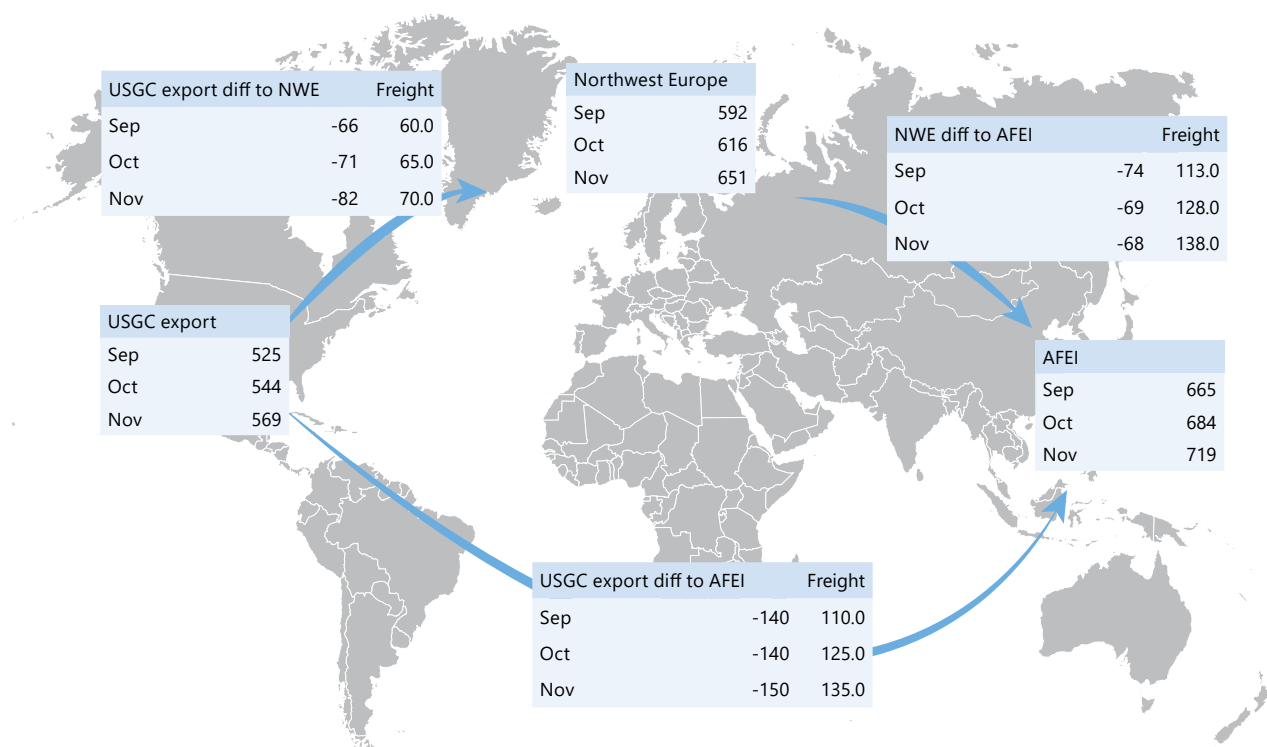 USGC export diff to NWE Freight
Sep -66 60.0
Oct -71 65.0
Nov -82 70.0
Northwest Europe
Sep 592
Oct 616
Nov 651
NWE diff to AFEI Freight
Sep -74 113.0
Oct -69 128.0
Nov -68 138.0
USGC export
Sep 525
Oct 544
Nov 569
AFEI
Sep 665
Oct 684
Nov 719
USGC export diff to AFEI Freight
Sep -140 110.0
Oct -140 125.0
Nov -150 135.0